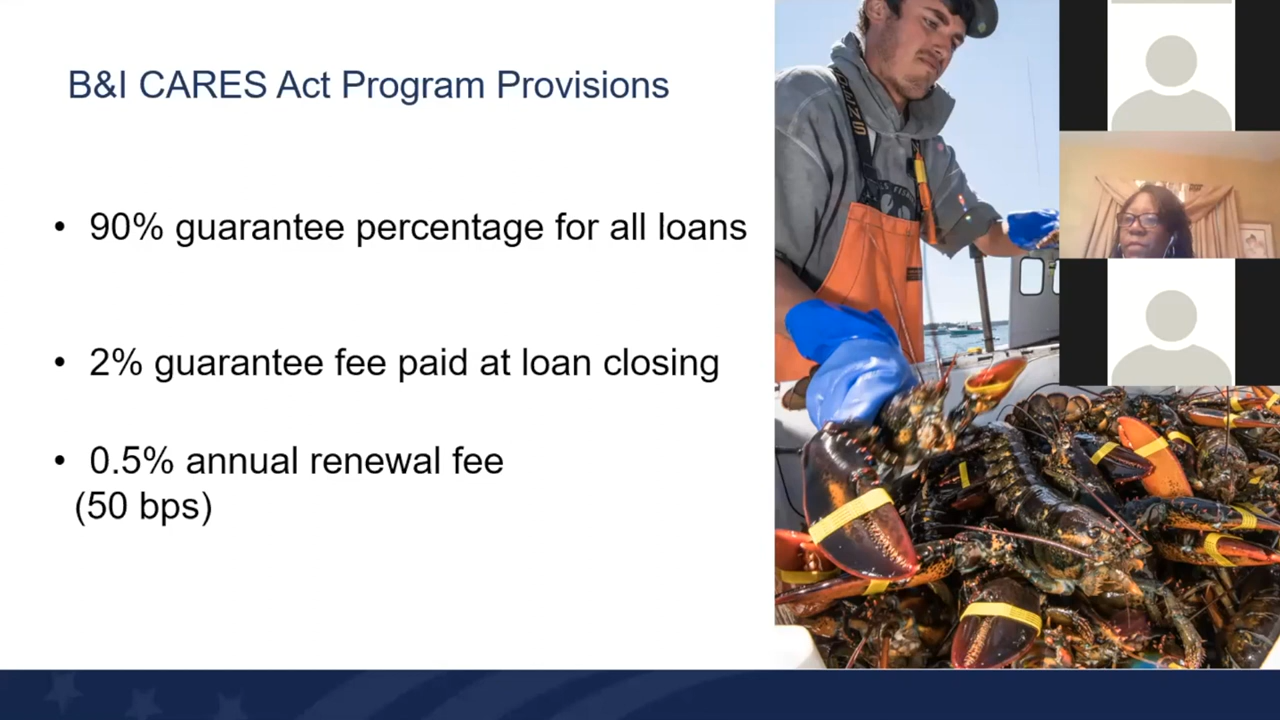 B&I CARES Act Program Provisions
• 90% guarantee percentage for all loans
• 2% guarantee fee paid at loan closing
• 0.5% annual renewal fee
(50 bps)